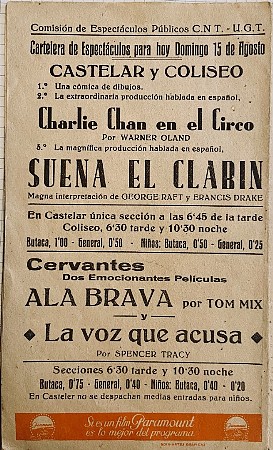 Comisión de Espectáculos Públicos C.N.T. - U.G.T.
Cartelera de Espectáculos para hoy Domingo 15 de Agosto
CASTELAR y COLISEO
1.º Una cómica de dibujos.
2.º La extraordinaria producción hablada en español,
Charlie Chan en el Circo
Por WARNER OLAND
3.º La magnífica producción hablada en español,
SUENA EL CLARIN
Magna interpretación de GEORGE RAFT y FRANCIS DRAKE
En Castelar única sección a las 6'45 de la tarde
Coliseo, 6'30 tarde y 10'30 noche
Butaca, 1'00 - General, 0'50 - Niños: Butaca, 0'50 - General, 0'25
Cervantes
Dos Emocionantes Películas
A LA BRAVA por TOM MIX
y
La voz que acusa
Por SPENCER TRACY
Secciones 6'30 tarde y 10'30 noche
Butaca, 0'75 - General, 0'40 - Niños: Butaca, 0'40 - 0'20
En Castelar no se despachan medias entradas para niños.
Si es un film Paramount
es lo mejor del programa